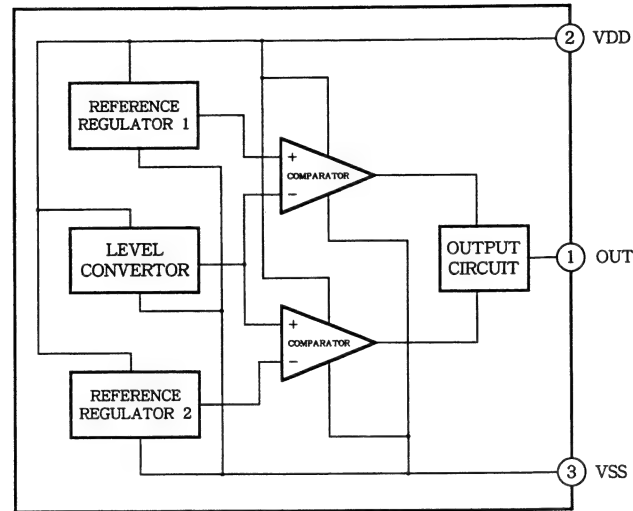 2 VDD
REFERENCE
REGULATOR 1
+
COMPARATOR
−
LEVEL
CONVERTOR
OUTPUT
CIRCUIT
1 OUT
+
COMPARATOR
−
REFERENCE
REGULATOR 2
3 VSS